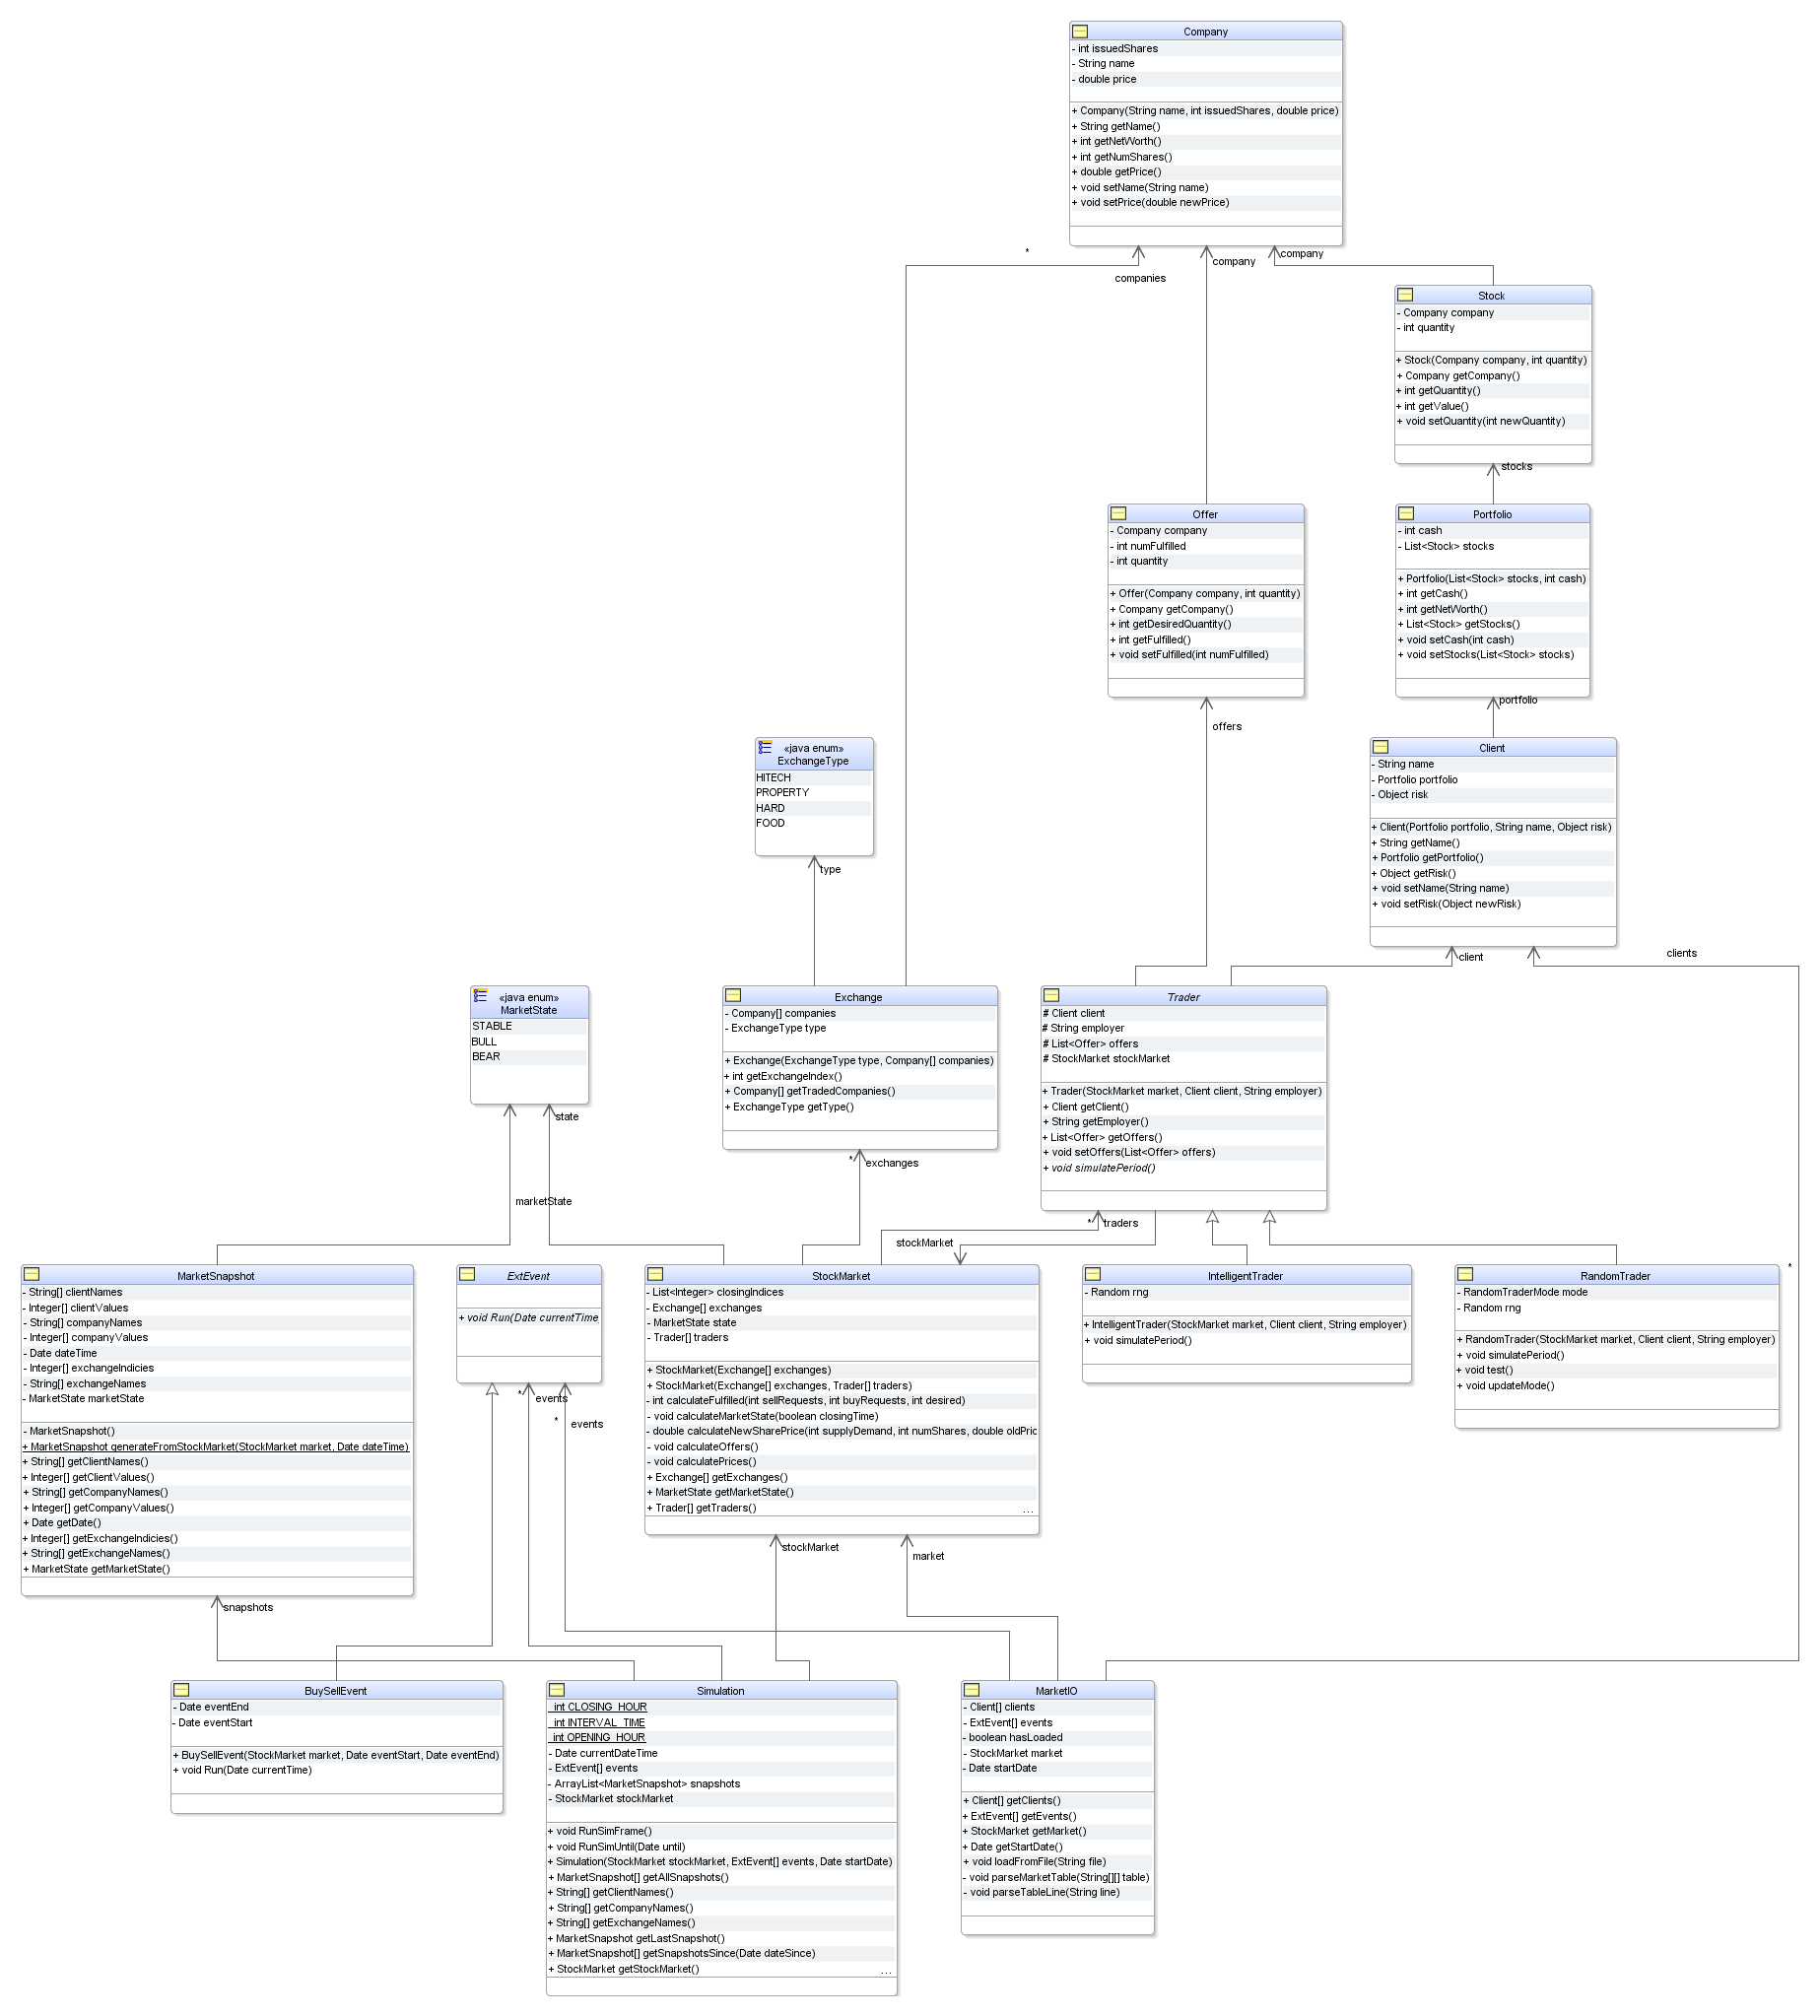 Company
- int issuedShares
- String name
- double price
+ Company(String name, int issuedShares, double price)
+ String getName()
+ int getNetWorth()
+ int getNumShares()
+ double getPrice()
+ void setName(String name)
+ void setPrice(double newPrice)
*
companies
company
company
Stock
- Company company
- int quantity
+ Stock(Company company, int quantity)
+ Company getCompany()
+ int getQuantity()
+ int getValue()
+ void setQuantity(int newQuantity)
stocks
Offer
- Company company
- int numFulfilled
- int quantity
+ Offer(Company company, int quantity)
+ Company getCompany()
+ int getDesiredQuantity()
+ int getFulfilled()
+ void setFulfilled(int numFulfilled)
offers
Portfolio
- int cash
- List<Stock> stocks
+ Portfolio(List<Stock> stocks, int cash)
+ int getCash()
+ int getNetWorth()
+ List<Stock> getStocks()
+ void setCash(int cash)
+ void setStocks(List<Stock> stocks)
portfolio
«java enum»
ExchangeType
HITECH
PROPERTY
HARD
FOOD
type
Client
- String name
- Portfolio portfolio
- Object risk
+ Client(Portfolio portfolio, String name, Object risk)
+ String getName()
+ Portfolio getPortfolio()
+ Object getRisk()
+ void setName(String name)
+ void setRisk(Object newRisk)
client
clients
«java enum»
MarketState
STABLE
BULL
BEAR
state
marketState
Exchange
- Company[] companies
- ExchangeType type
+ Exchange(ExchangeType type, Company[] companies)
+ int getExchangeIndex()
+ Company[] getTradedCompanies()
+ ExchangeType getType()
* exchanges
Trader
# Client client
# String employer
# List<Offer> offers
# StockMarket stockMarket
+ Trader(StockMarket market, Client client, String employer)
+ Client getClient()
+ String getEmployer()
+ List<Offer> getOffers()
+ void setOffers(List<Offer> offers)
+ void simulatePeriod()
* traders
stockMarket
*
MarketSnapshot
- String[] clientNames
- Integer[] clientValues
- String[] companyNames
- Integer[] companyValues
- Date dateTime
- Integer[] exchangeIndicies
- String[] exchangeNames
- MarketState marketState
- MarketSnapshot()
+ MarketSnapshot generateFromStockMarket(StockMarket market, Date dateTime)
+ String[] getClientNames()
+ Integer[] getClientValues()
+ String[] getCompanyNames()
+ Integer[] getCompanyValues()
+ Date getDate()
+ Integer[] getExchangeIndicies()
+ String[] getExchangeNames()
+ MarketState getMarketState()
snapshots
ExtEvent
+ void Run(Date currentTime
* events
* events
StockMarket
- List<Integer> closingIndices
- Exchange[] exchanges
- MarketState state
- Trader[] traders
+ StockMarket(Exchange[] exchanges)
+ StockMarket(Exchange[] exchanges, Trader[] traders)
- int calculateFulfilled(int sellRequests, int buyRequests, int desired)
- void calculateMarketState(boolean closingTime)
- double calculateNewSharePrice(int supplyDemand, int numShares, double oldPric
- void calculateOffers()
- void calculatePrices()
+ Exchange[] getExchanges()
+ MarketState getMarketState()
+ Trader[] getTraders()
...
stockMarket
market
IntelligentTrader
- Random rng
+ IntelligentTrader(StockMarket market, Client client, String employer)
+ void simulatePeriod()
RandomTrader
- RandomTraderMode mode
- Random rng
+ RandomTrader(StockMarket market, Client client, String employer)
+ void simulatePeriod()
+ void test()
+ void updateMode()
BuySellEvent
- Date eventEnd
- Date eventStart
+ BuySellEvent(StockMarket market, Date eventStart, Date eventEnd)
+ void Run(Date currentTime)
Simulation
int CLOSING_HOUR
int INTERVAL_TIME
int OPENING_HOUR
- Date currentDateTime
- ExtEvent[] events
- ArrayList<MarketSnapshot> snapshots
- StockMarket stockMarket
+ void RunSimFrame()
+ void RunSimUntil(Date until)
+ Simulation(StockMarket stockMarket, ExtEvent[] events, Date startDate)
+ MarketSnapshot[] getAllSnapshots()
+ String[] getClientNames()
+ String[] getCompanyNames()
+ String[] getExchangeNames()
+ MarketSnapshot getLastSnapshot()
+ MarketSnapshot[] getSnapshotsSince(Date dateSince)
+ StockMarket getStockMarket()
...
MarketIO
- Client[] clients
- ExtEvent[] events
- boolean hasLoaded
- StockMarket market
- Date startDate
+ Client[] getClients()
+ ExtEvent[] getEvents()
+ StockMarket getMarket()
+ Date getStartDate()
+ void loadFromFile(String file)
- void parseMarketTable(String[][] table)
- void parseTableLine(String line)